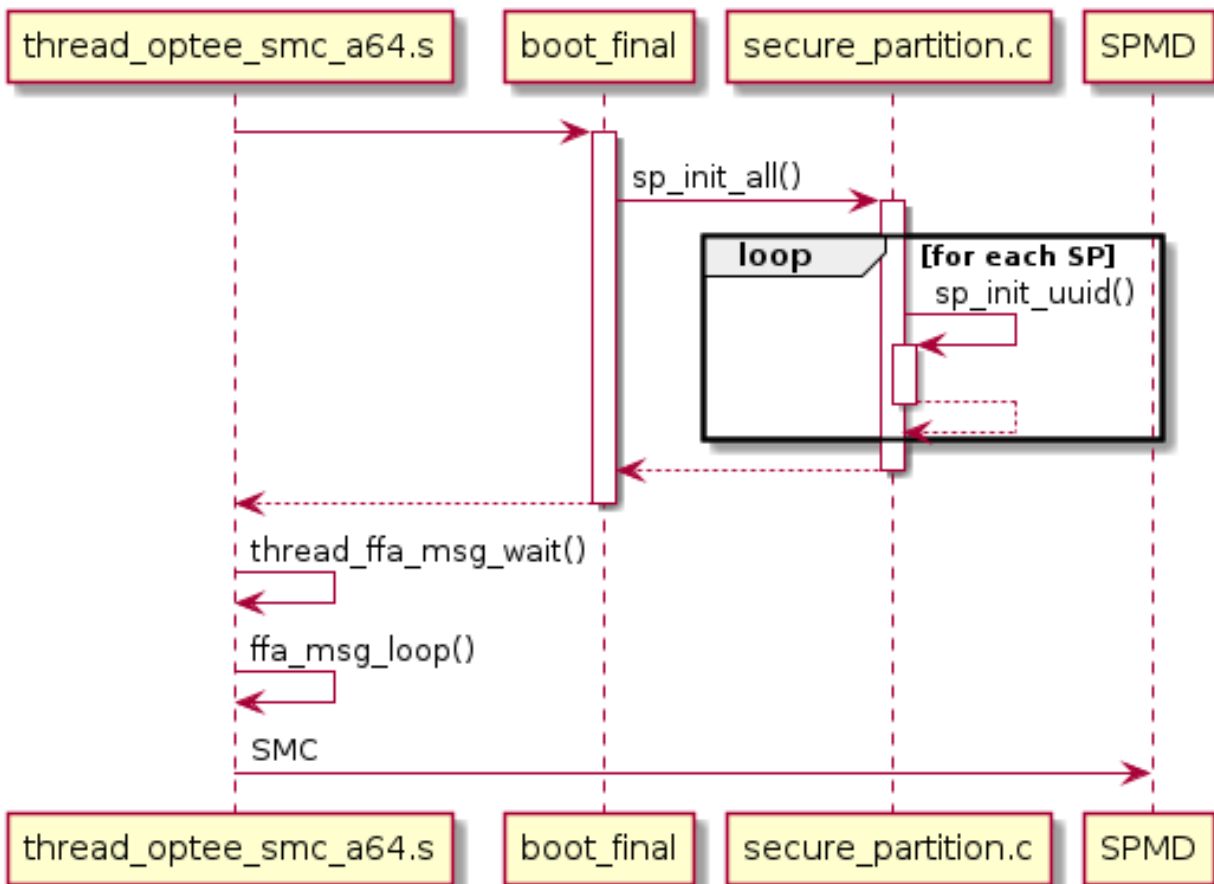 thread_optee_smc_a64.s boot_final secure_partition.c SPMD
sp_init_all()
loop [for each SP]
sp_init_uuid()
thread_ffa_msg_wait()
ffa_msg_loop()
SMC
thread_optee_smc_a64.s boot_final secure_partition.c SPMD